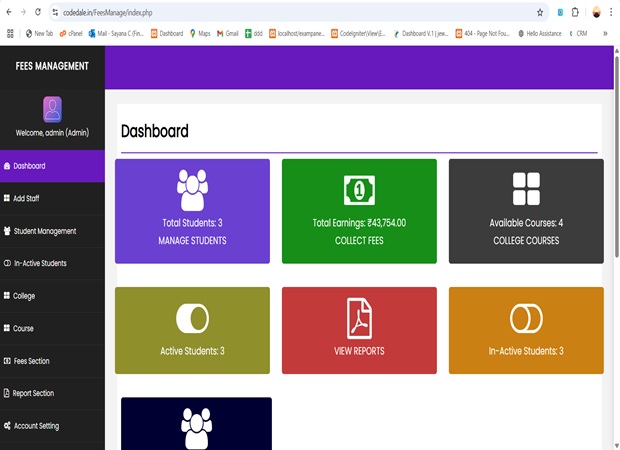 codedale.in/FeesManage/index.php
New Tab
cPanel
Mail - Sayana C (Fin...
Dashboard
Maps
Gmail
ddd
localhost/exampane...
CodeIgniter\View\E...
Dashboard V.1 | jew...
404 - Page Not Fou...
Hello Assistance
CRM
FEES MANAGEMENT
Welcome, admin (Admin)
Dashboard
Add Staff
Student Management
In-Active Students
College
Course
Fees Section
Report Section
Account Setting
Dashboard
Total Students: 3
MANAGE STUDENTS
1
Total Earnings: ₹43,754.00
COLLECT FEES
Available Courses: 4
COLLEGE COURSES
Active Students: 3
VIEW REPORTS
In-Active Students: 3